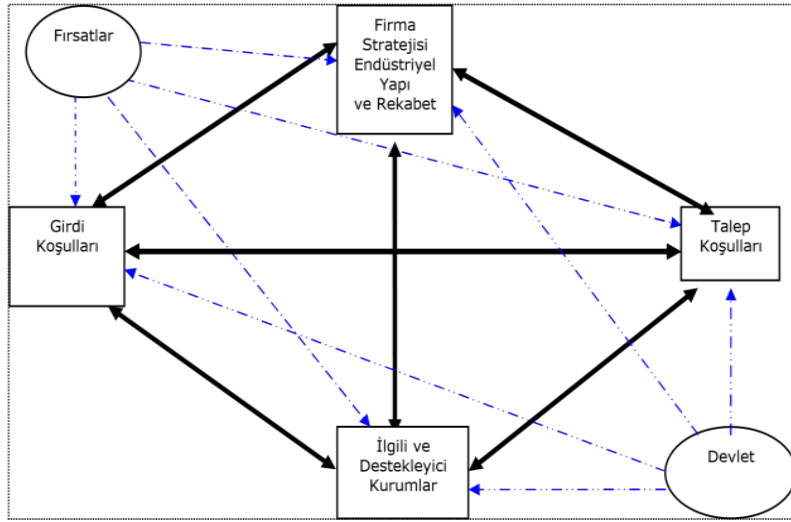 Fırsatlar
Firma
Stratejisi
Endüstriyel
Yapı
ve Rekabet
Girdi
Koşulları
Talep
Koşulları
İlgili ve
Destekleyici
Kurumlar
Devlet